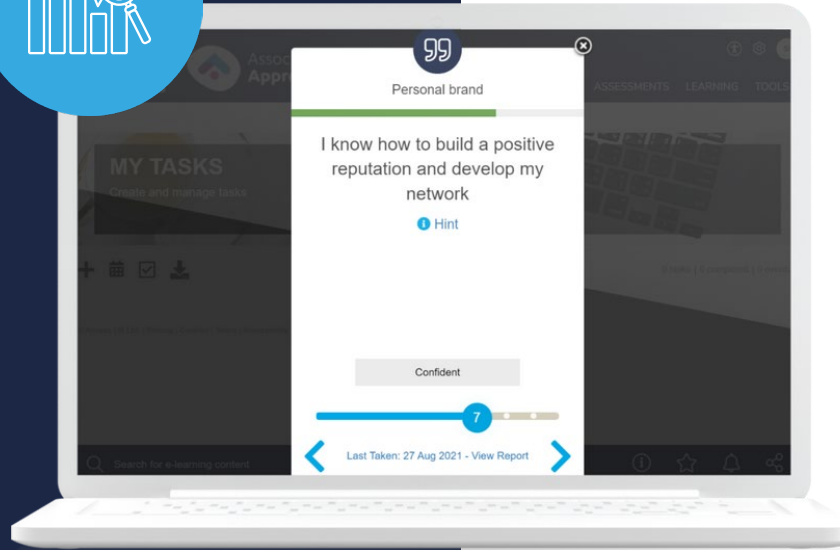 Personal brand
ASSESSMENTS LEARNING TOOLS
I know how to build a positive
reputation and develop my
network
Hint
MY TASKS
Create and manage tasks
Confident
7
Last Taken: 27 Aug 2021 - View Report
Search for e-learning content